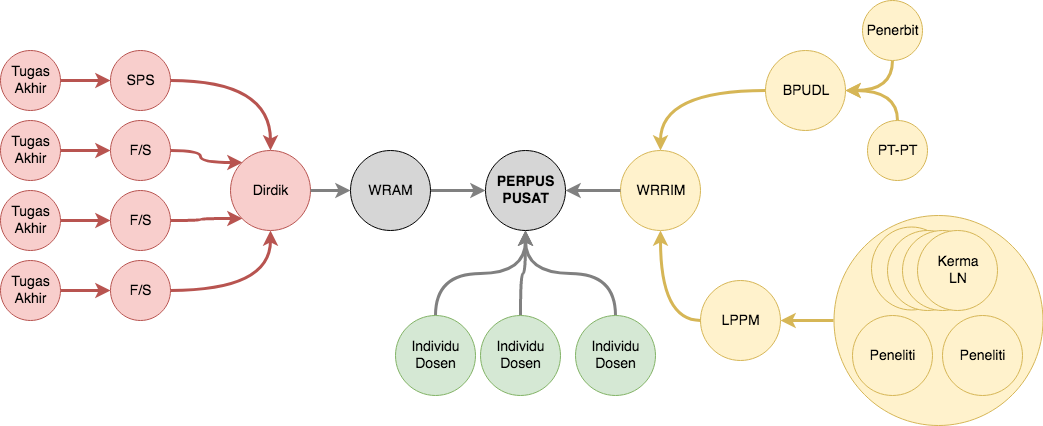 Tugas
Akhir
SPS
Tugas
Akhir
F/S
Tugas
Akhir
F/S
Tugas
Akhir
F/S
Dirdik
WRAM
PERPUS
PUSAT
Individu
Dosen
Individu
Dosen
Individu
Dosen
WRRIM
BPUDL
Penerbit
PT-PT
LPPM
Kerma
LN
Peneliti
Peneliti